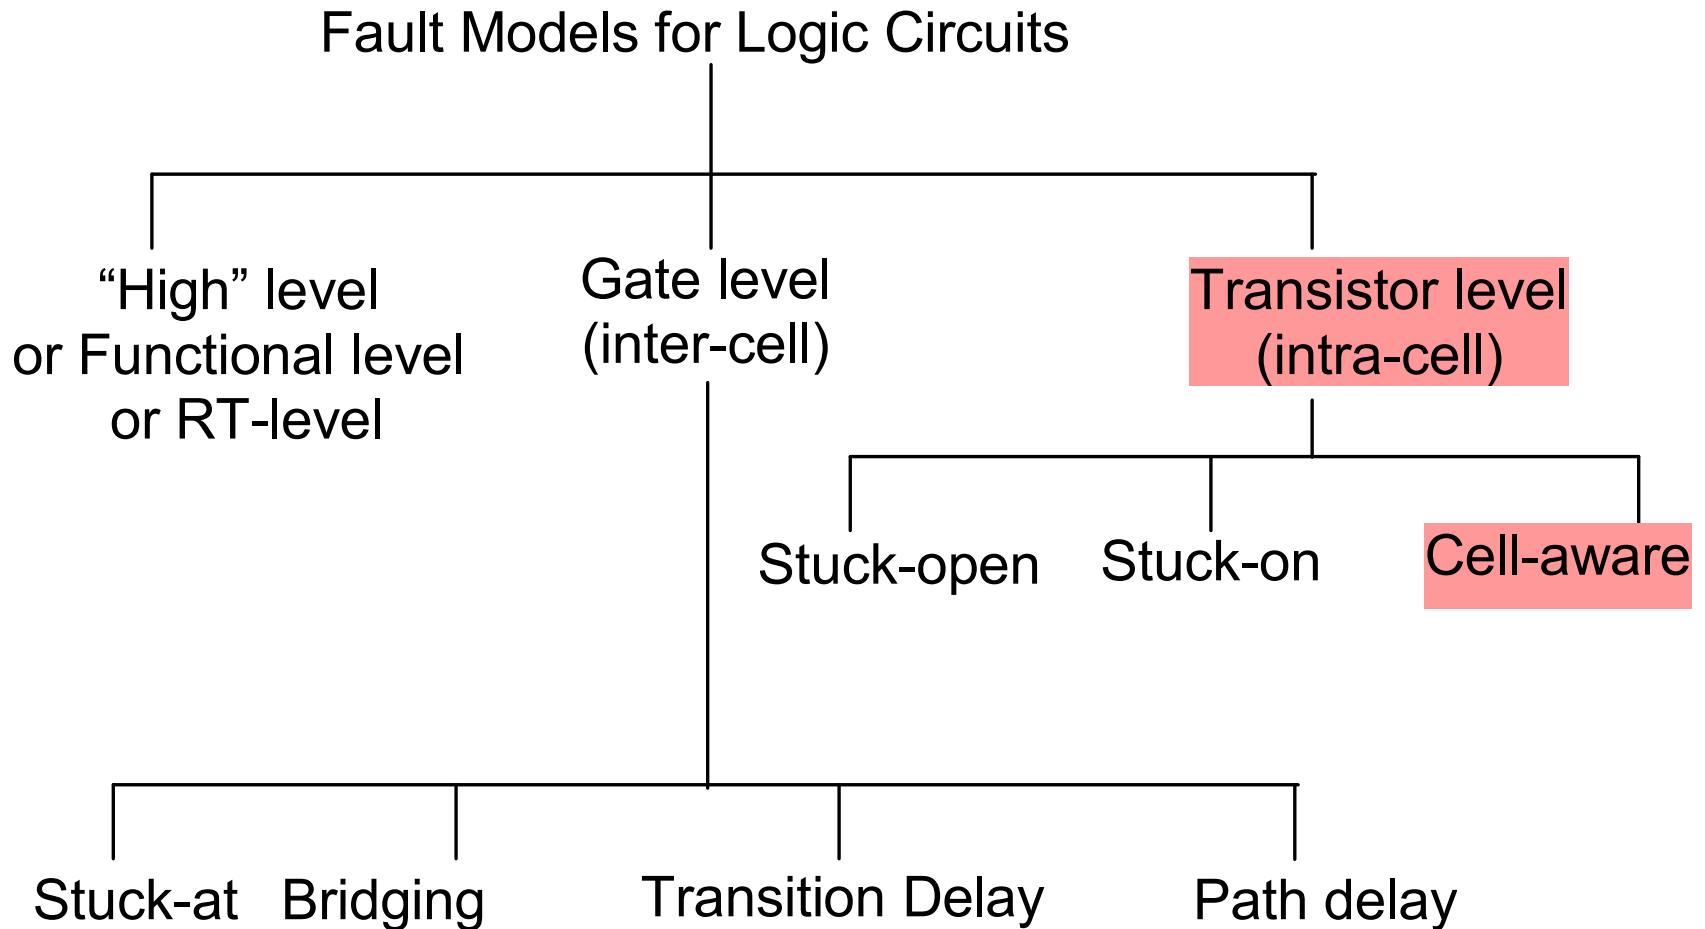 Fault Models for Logic Circuits
“High” level
or Functional level
or RT-level
Gate level
(inter-cell)
Transistor level
(intra-cell)
Stuck-open
Stuck-on
Cell-aware
Stuck-at
Bridging
Transition Delay
Path delay